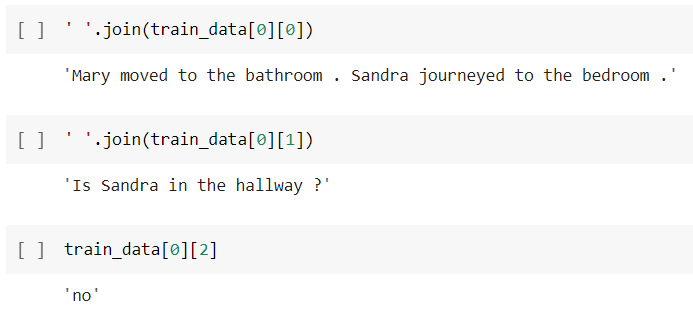 [ ] ' '.join(train_data[0][0])
'Mary moved to the bathroom . Sandra journeyed to the bedroom .'
[ ] ' '.join(train_data[0][1])
'Is Sandra in the hallway ?'
[ ] train_data[0][2]
'no'